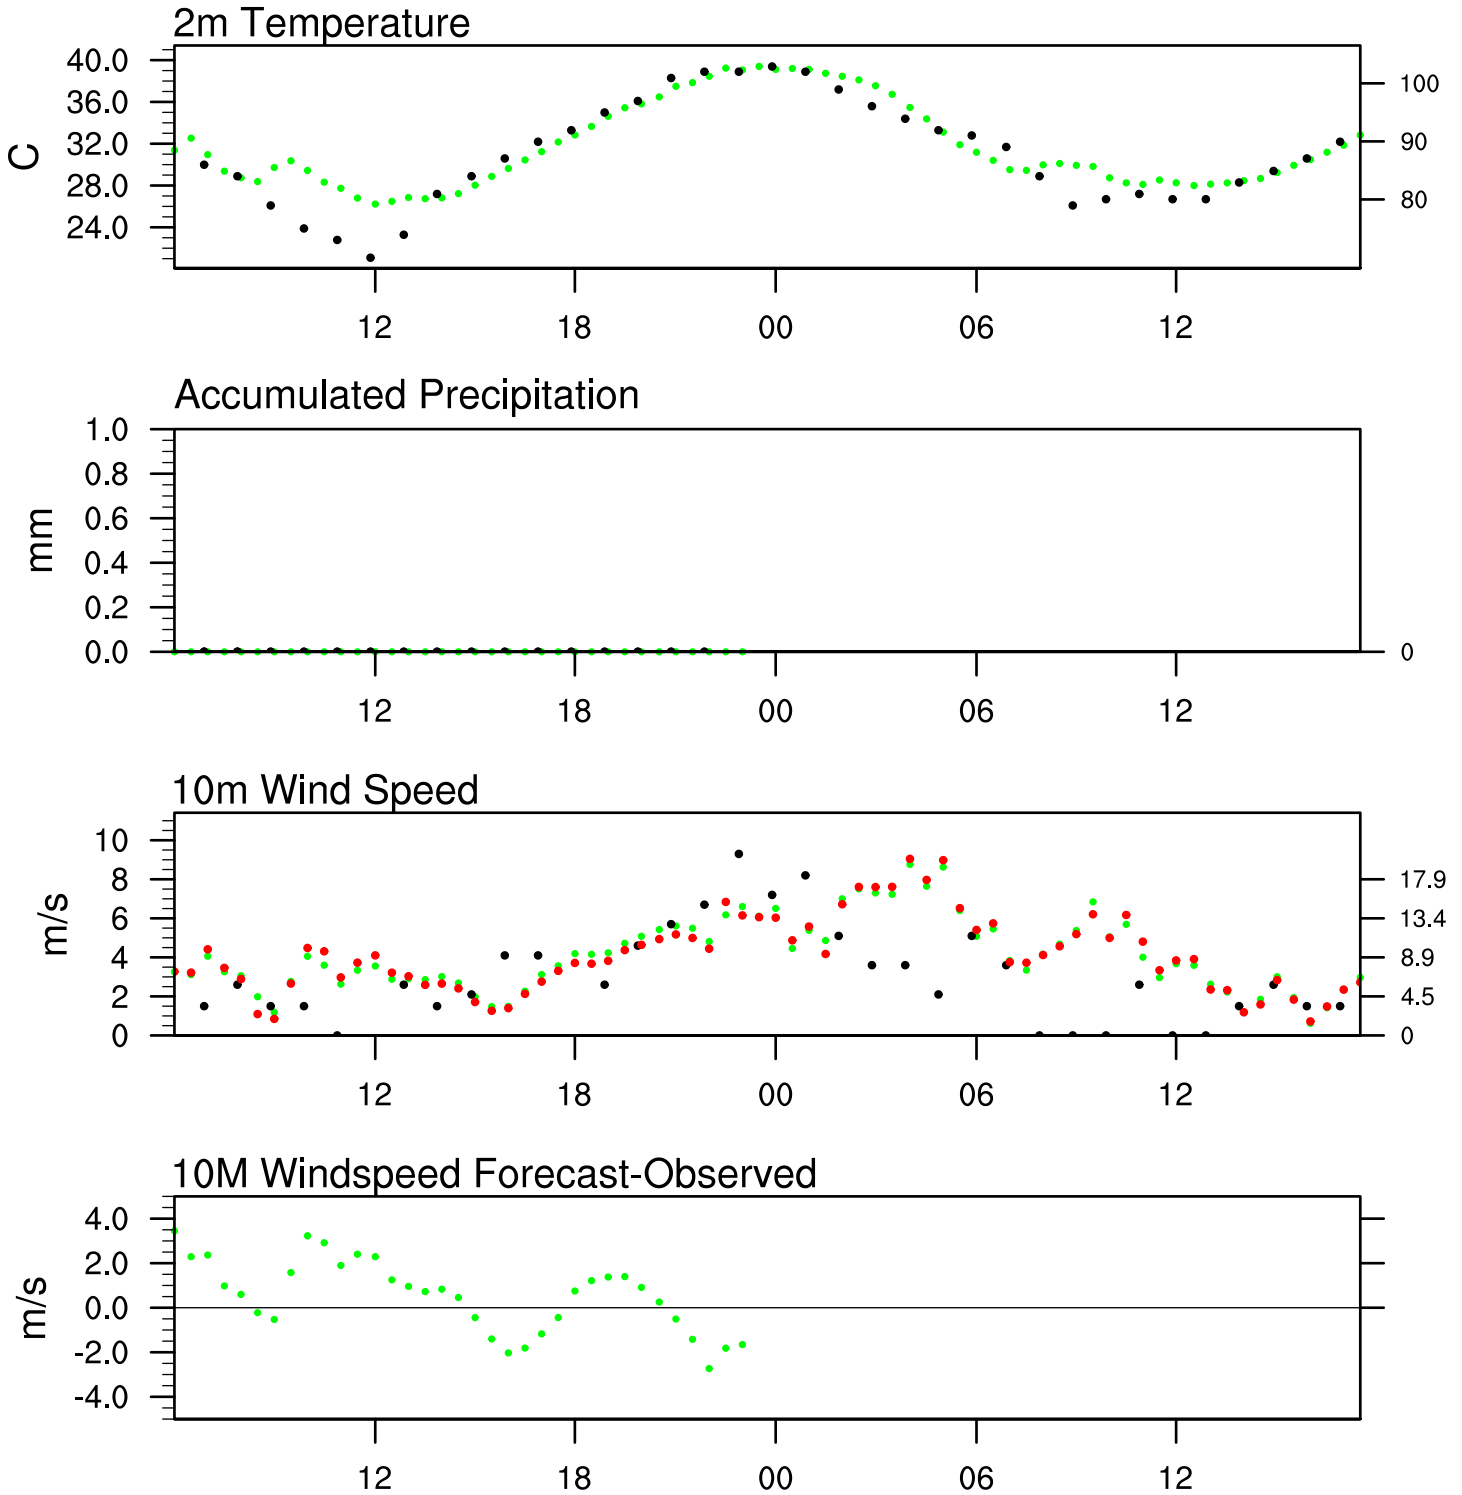 2m Temperature
40.0
36.0
32.0
28.0
24.0
C
100
90
80
12 18 00 06 12
Accumulated Precipitation
1.0
0.8
0.6
0.4
0.2
0.0
mm
0
12 18 00 06 12
10m Wind Speed
10
8
6
4
2
0
m/s
17.9
13.4
8.9
4.5
0
12 18 00 06 12
10M Windspeed Forecast-Observed
4.0
2.0
0.0
-2.0
-4.0
m/s
12 18 00 06 12